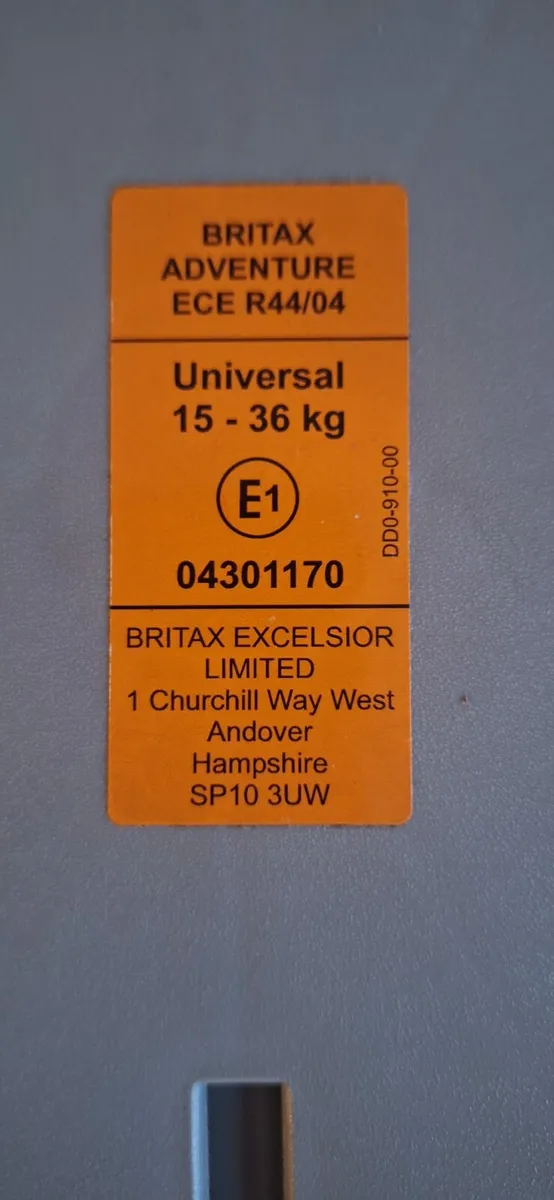 BRITAX
ADVENTURE
ECE R44/04
Universal
15 - 36 kg
E1
04301170
DD0-910-00
BRITAX EXCELSIOR
LIMITED
1 Churchill Way West
Andover
Hampshire
SP10 3UW